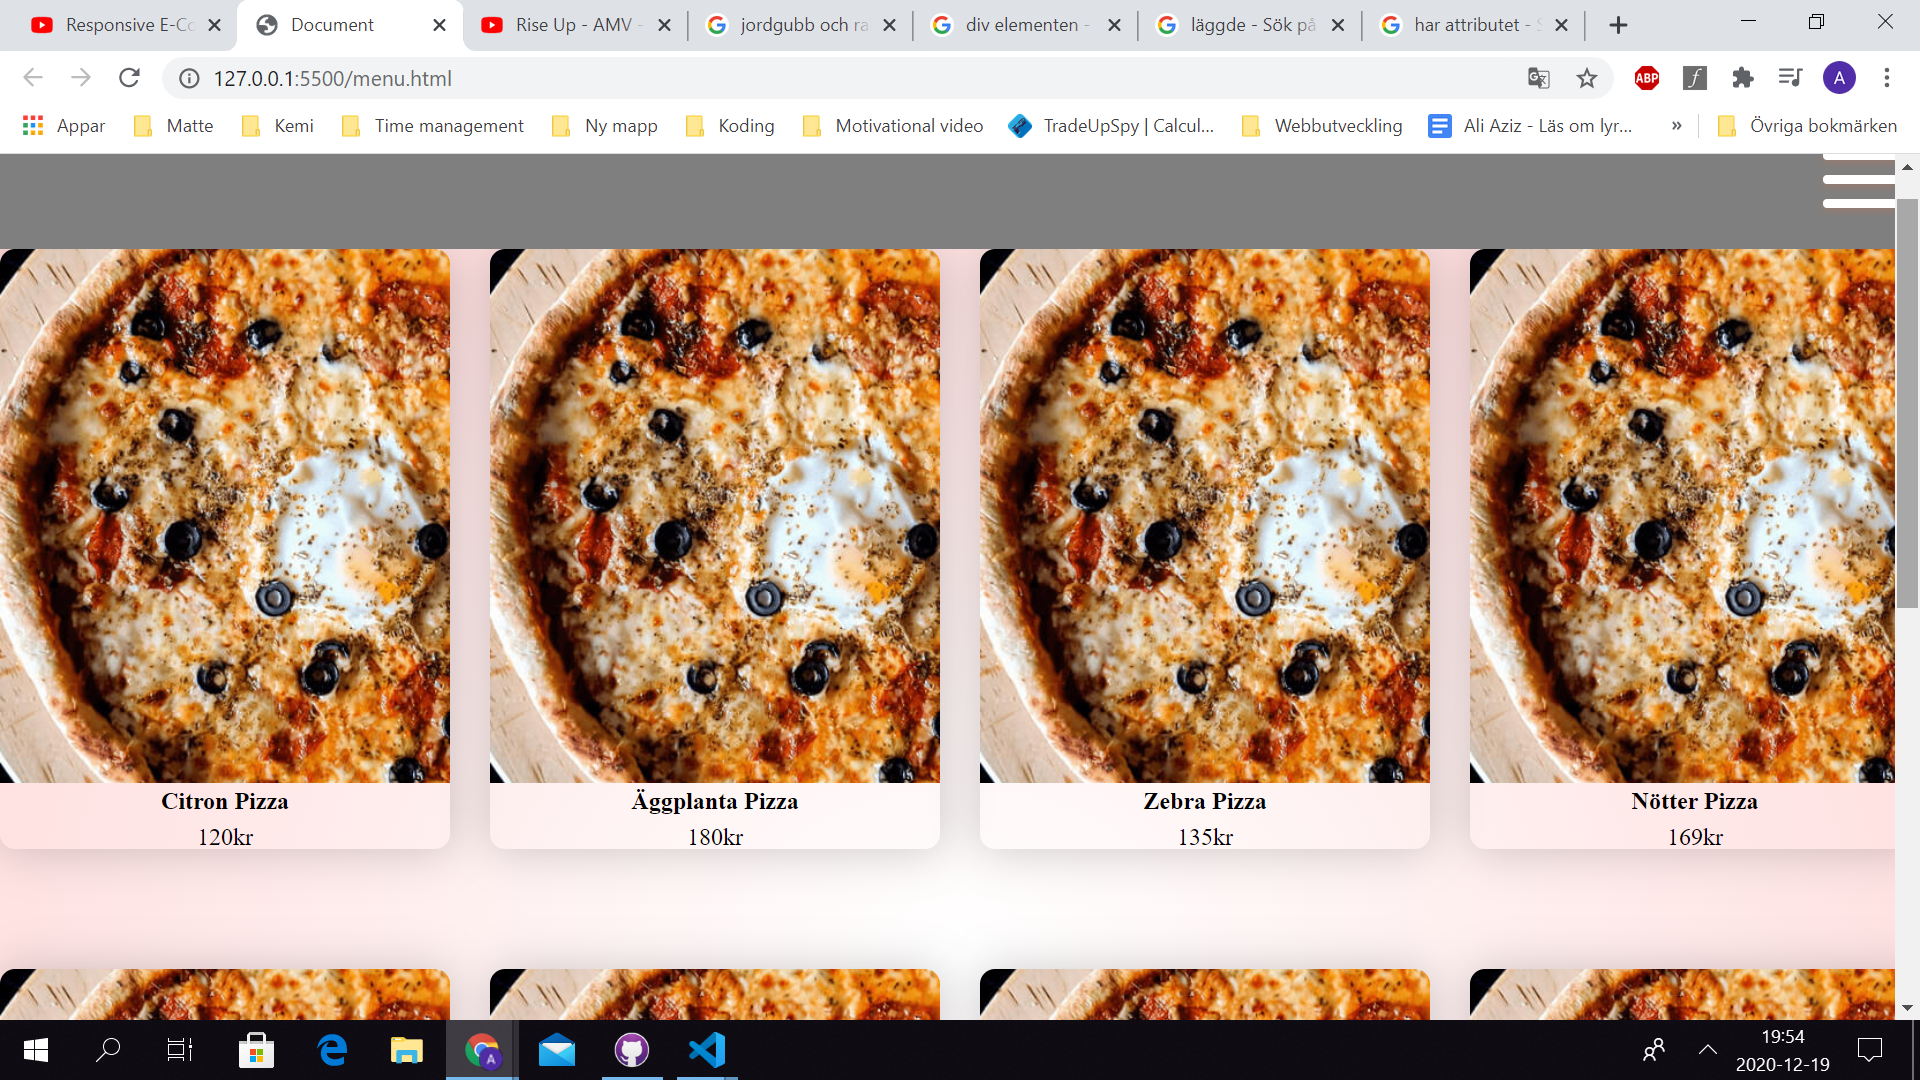 Responsive E-Co
Document
Rise Up - AMV -
jordgubb och ra
div elementen -
läggde - Sök på
har attributet - S
127.0.0.1:5500/menu.html
ABP
f
A
Appar
Matte
Kemi
Time management
Ny mapp
Koding
Motivational video
TradeUpSpy | Calcul...
Webbutveckling
Ali Aziz - Läs om lyr...
»
Övriga bokmärken
Citron Pizza
120kr
Äggplanta Pizza
180kr
Zebra Pizza
135kr
Nötter Pizza
169kr
A
19:54
2020-12-19